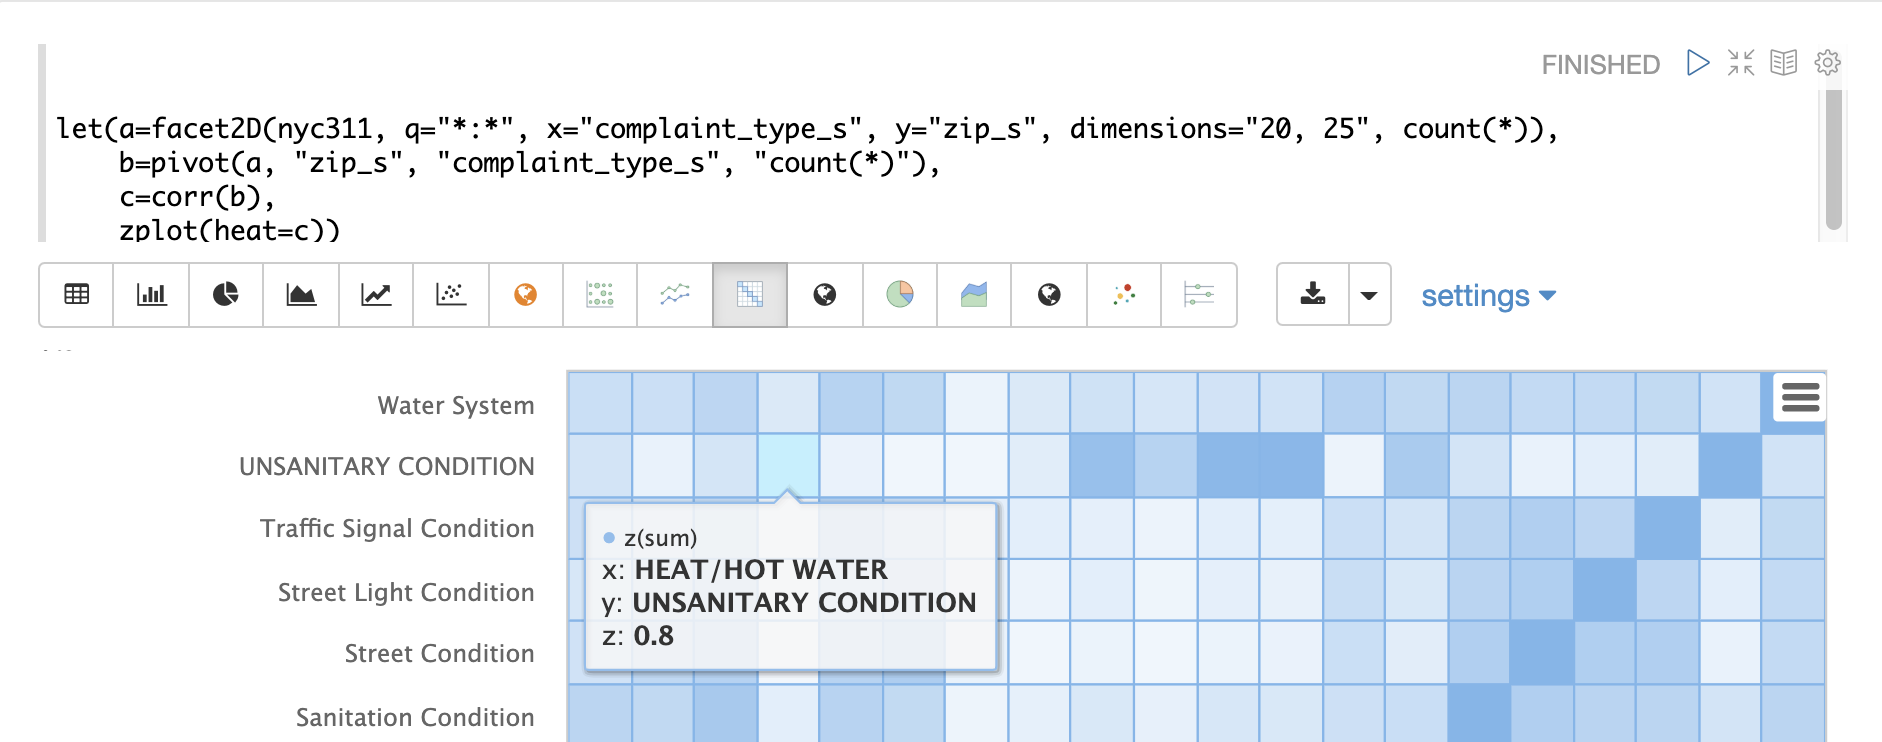 FINISHED
let(a=facet2D(nyc311, q="*:*", x="complaint_type_s", y="zip_s", dimensions="20, 25", count(*)),
b=pivot(a, "zip_s", "complaint_type_s", "count(*)"),
c=corr(b),
zplot(heat=c))
settings
Water System
UNSANITARY CONDITION
Traffic Signal Condition
z(sum)
x: HEAT/HOT WATER
Street Light Condition
y: UNSANITARY CONDITION
z: 0.8
Street Condition
Sanitation Condition